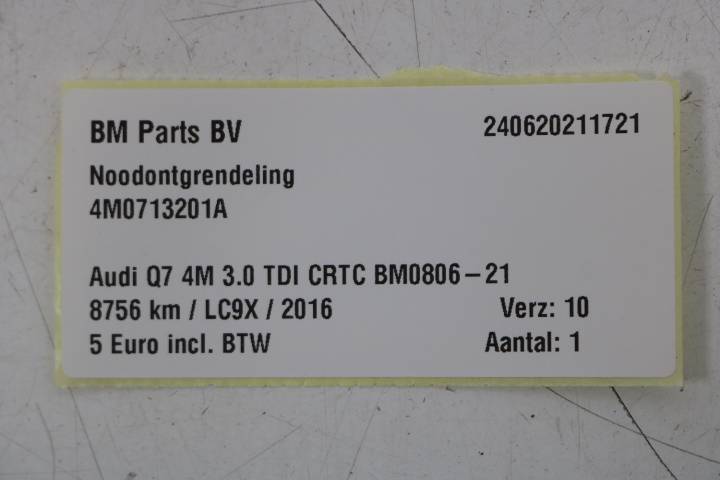 BM Parts BV 240620211721
Noodontgrendeling
4M0713201A
Audi Q7 4M 3.0 TDI CRTC BM0806-21
8756 km / LC9X / 2016 Verz: 10
5 Euro incl. BTW Aantal: 1